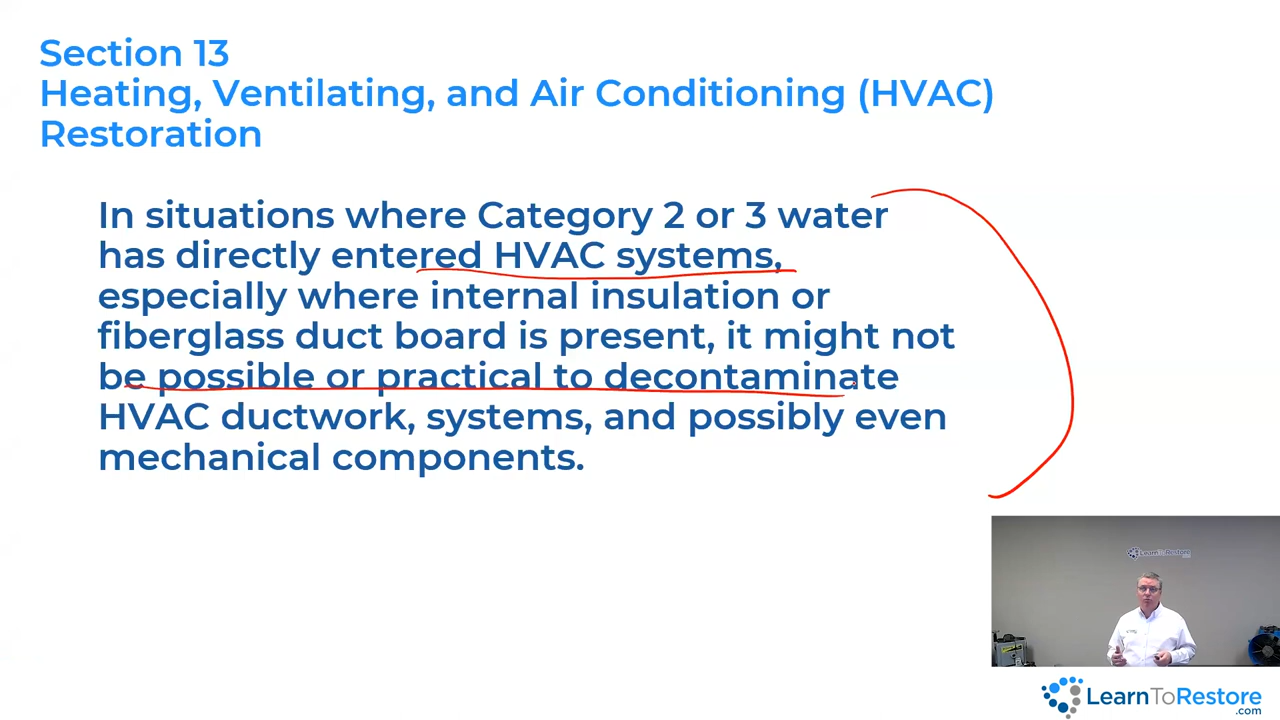 Section 13
Heating, Ventilating, and Air Conditioning (HVAC)
Restoration
In situations where Category 2 or 3 water
has directly entered HVAC systems,
especially where internal insulation or
fiberglass duct board is present, it might not
be possible or practical to decontaminate
HVAC ductwork, systems, and possibly even
mechanical components.
LearnToRestore
LearnToRestore
.com